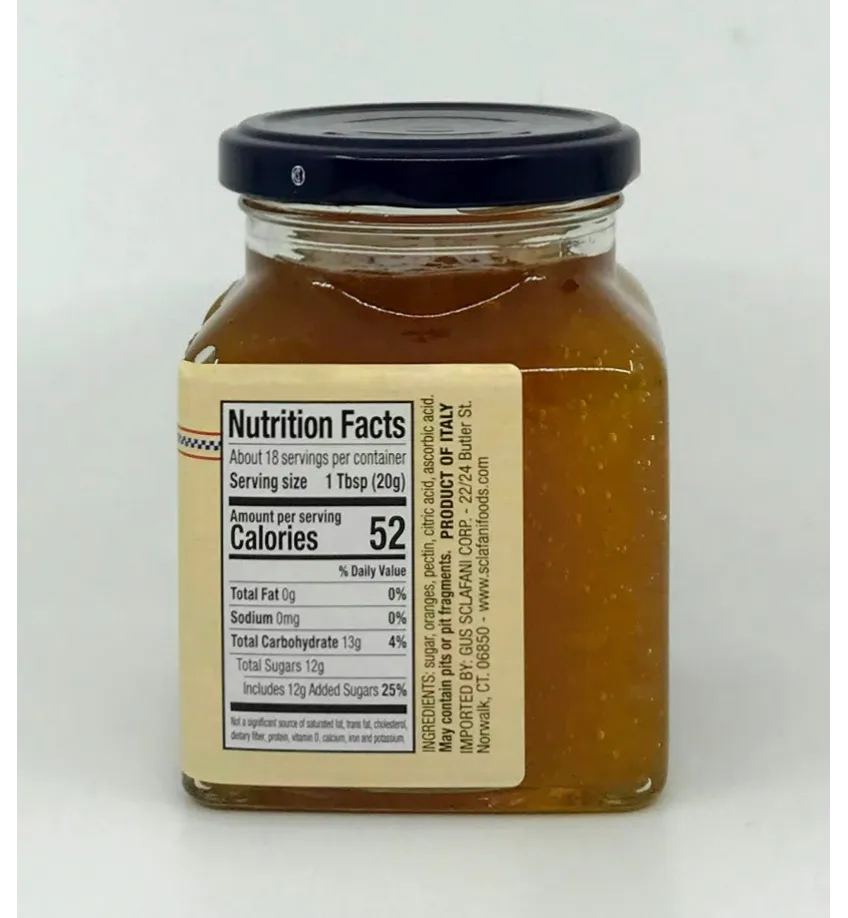 Nutrition Facts
About 18 servings per container
Serving size 1 Tbsp (20g)
Amount per serving
Calories 52
% Daily Value
Total Fat 0g 0%
Sodium 0mg 0%
Total Carbohydrate 13g 4%
Total Sugars 12g
Includes 12g Added Sugars 25%
Not a significant source of saturated fat, trans fat, cholesterol,
dietary fiber, protein, vitamin D, calcium, iron and potassium.
INGREDIENTS: sugar, oranges, pectin, citric acid, ascorbic acid.
May contain pits or pit fragments. PRODUCT OF ITALY
IMPORTED BY: GUS SCLAFANI CORP. - 22/24 Butler St.
Norwalk, CT. 06850 - www.sclafanifoods.com